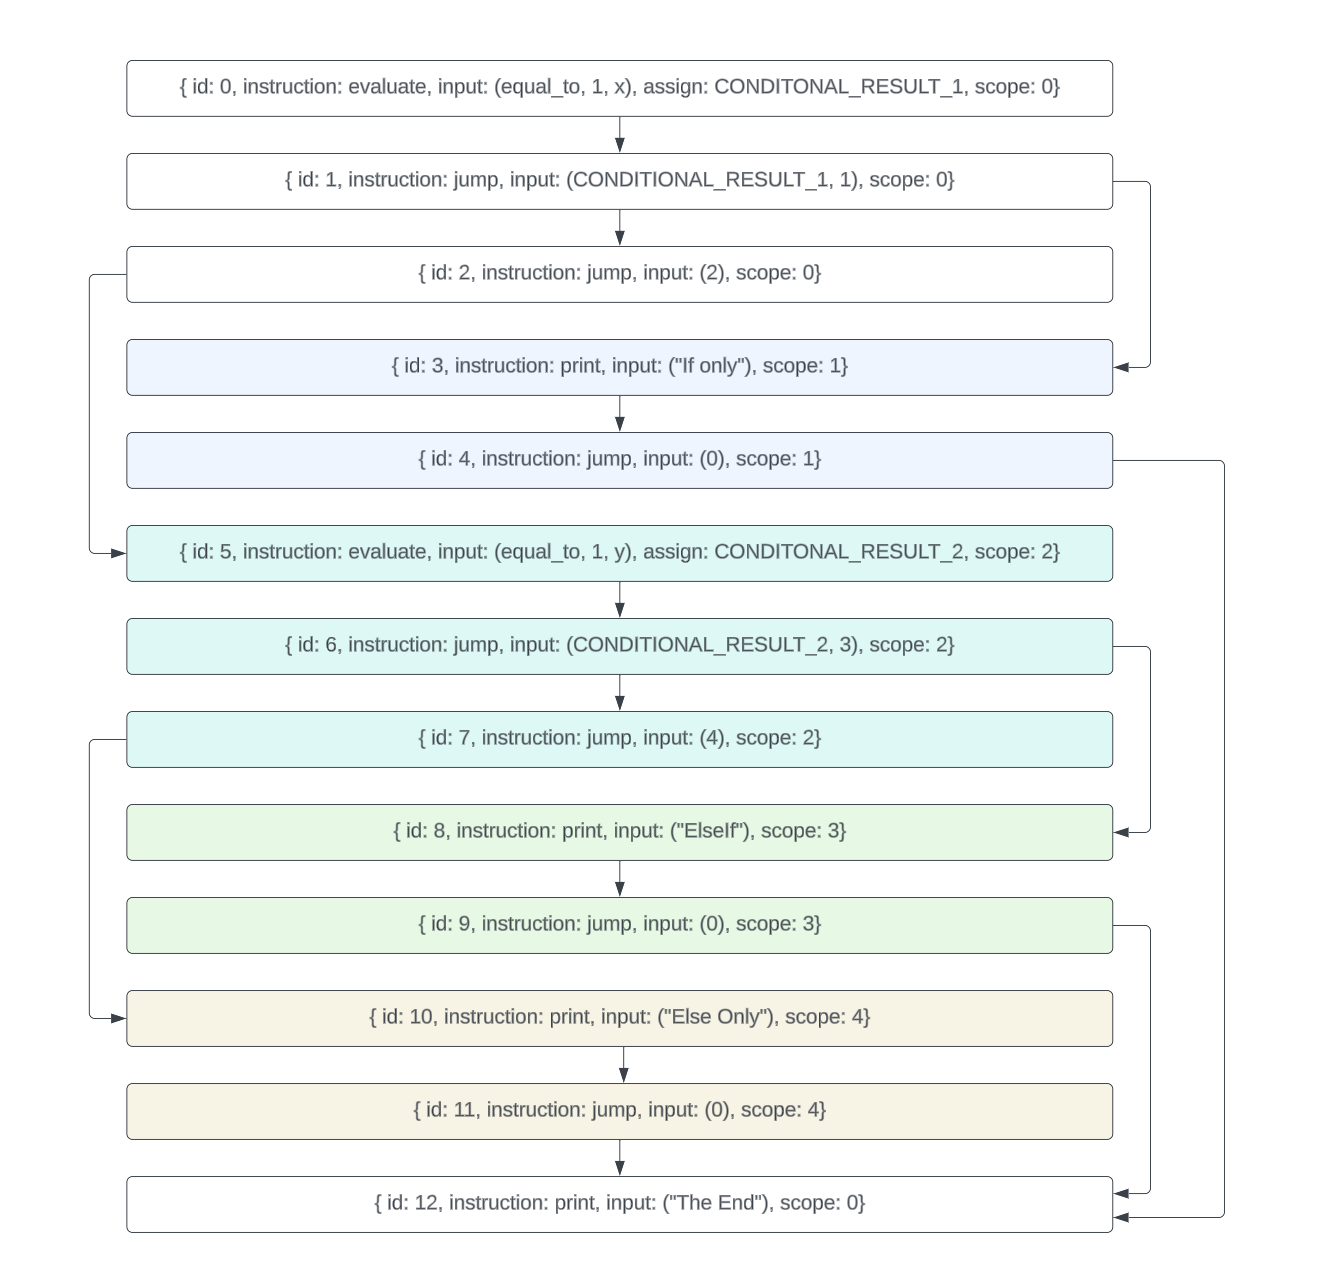 { id: 0, instruction: evaluate, input: (equal_to, 1, x), assign: CONDITONAL_RESULT_1, scope: 0}
{ id: 1, instruction: jump, input: (CONDITIONAL_RESULT_1, 1), scope: 0}
{ id: 2, instruction: jump, input: (2), scope: 0}
{ id: 3, instruction: print, input: ("If only"), scope: 1}
{ id: 4, instruction: jump, input: (0), scope: 1}
{ id: 5, instruction: evaluate, input: (equal_to, 1, y), assign: CONDITONAL_RESULT_2, scope: 2}
{ id: 6, instruction: jump, input: (CONDITIONAL_RESULT_2, 3), scope: 2}
{ id: 7, instruction: jump, input: (4), scope: 2}
{ id: 8, instruction: print, input: ("ElseIf"), scope: 3}
{ id: 9, instruction: jump, input: (0), scope: 3}
{ id: 10, instruction: print, input: ("Else Only"), scope: 4}
{ id: 11, instruction: jump, input: (0), scope: 4}
{ id: 12, instruction: print, input: ("The End"), scope: 0}